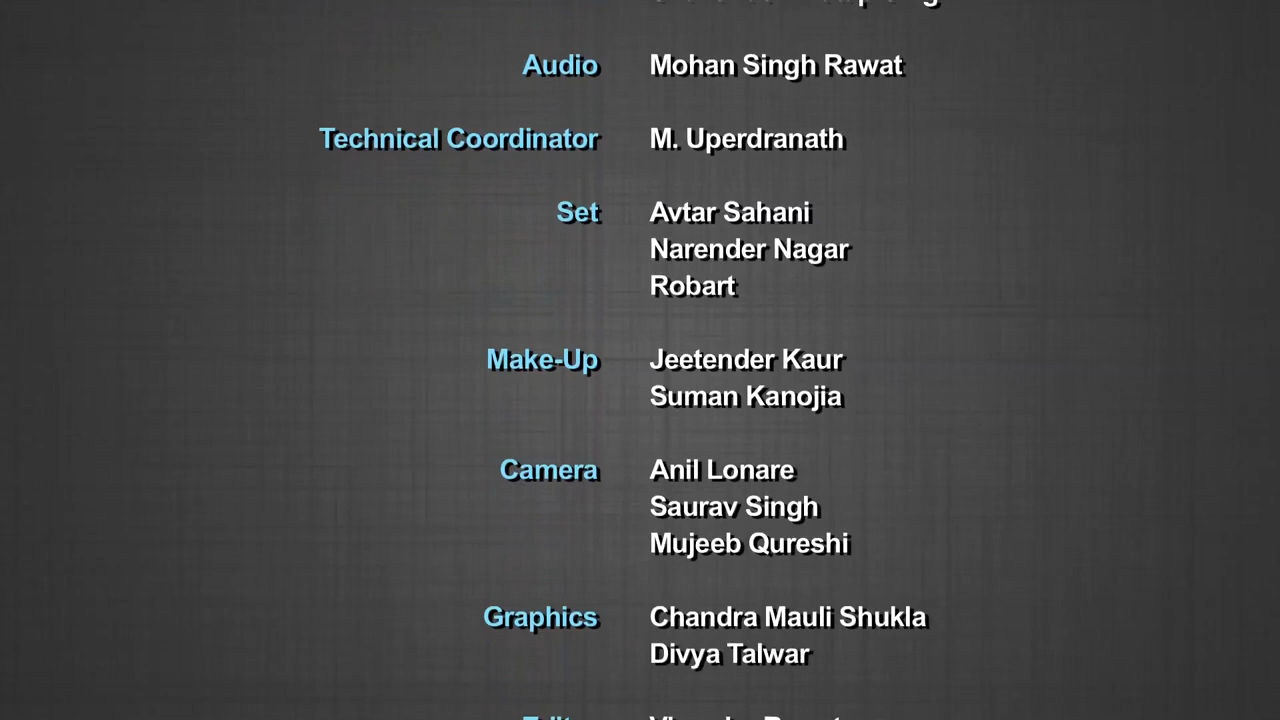 Audio Mohan Singh Rawat
Technical Coordinator M. Uperdranath
Set Avtar Sahani
Narender Nagar
Robart
Make-Up Jeetender Kaur
Suman Kanojia
Camera Anil Lonare
Saurav Singh
Mujeeb Qureshi
Graphics Chandra Mauli Shukla
Divya Talwar